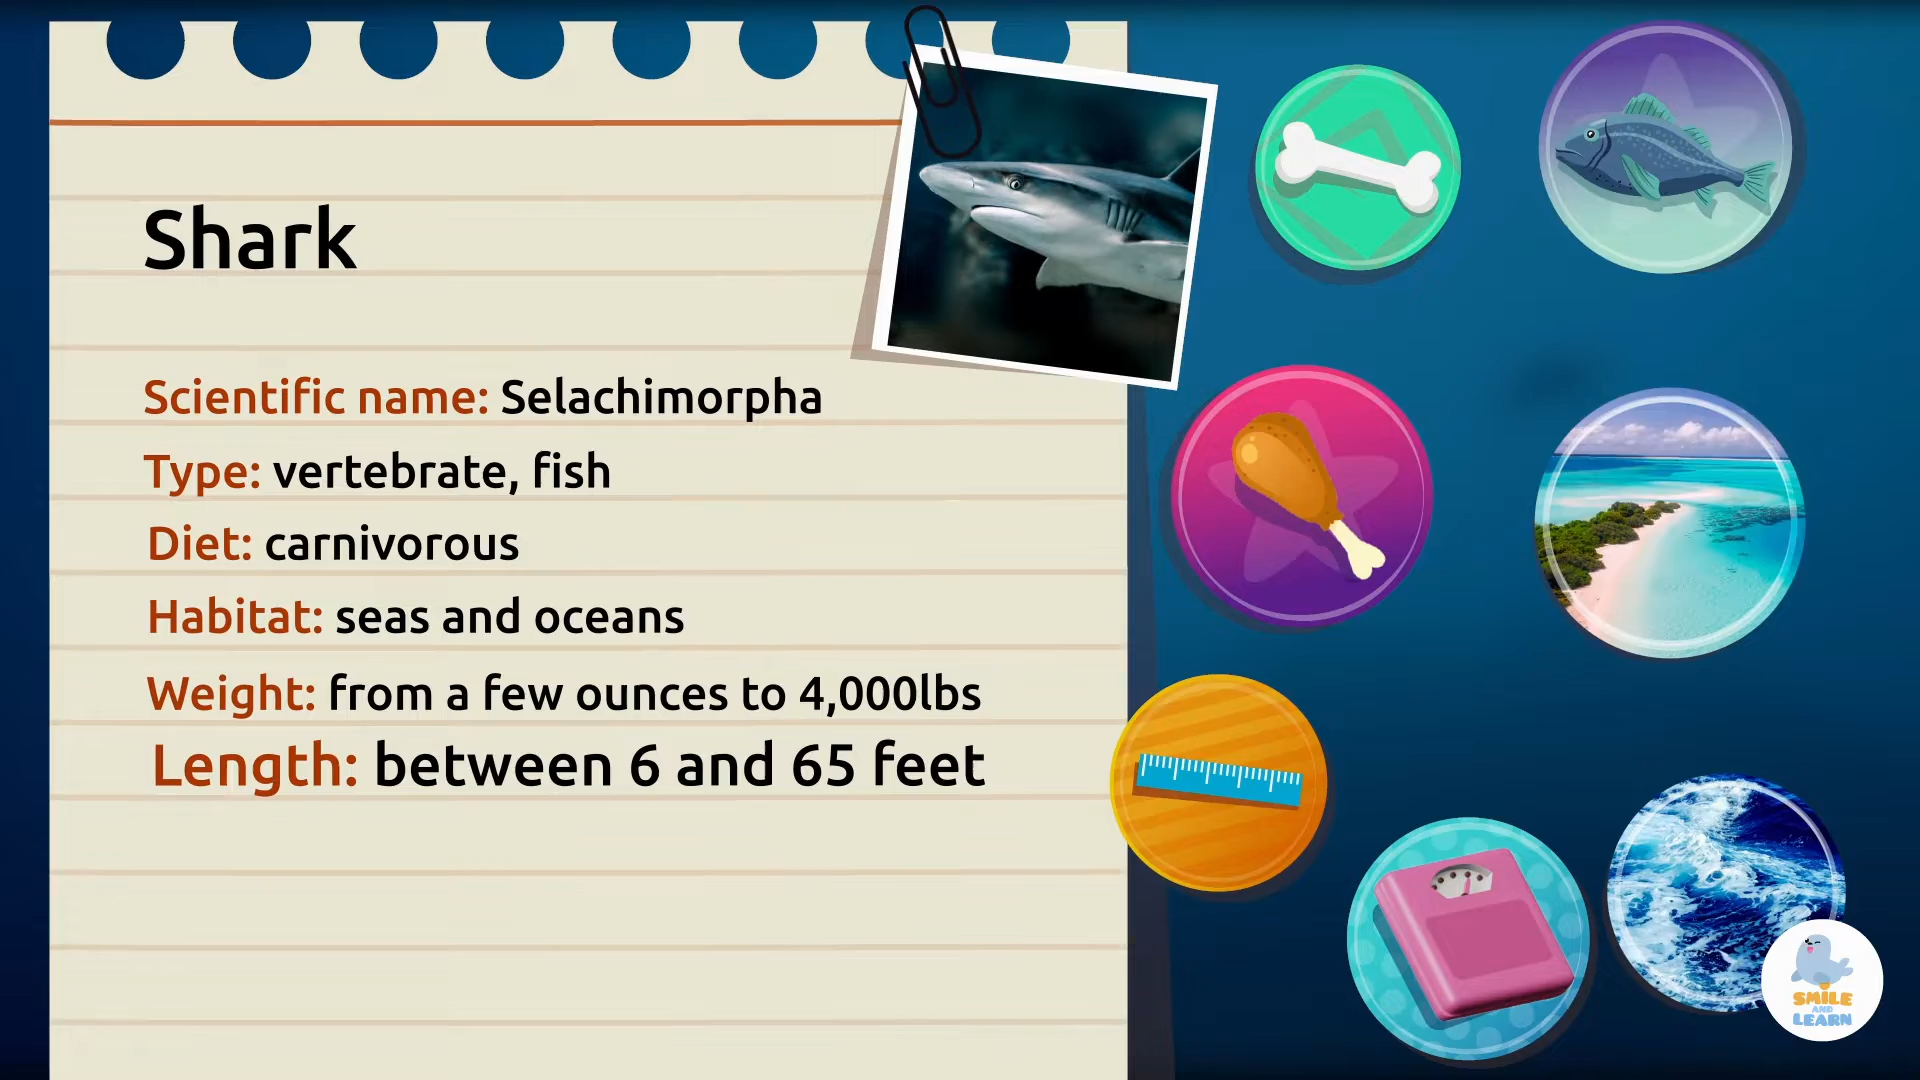 Shark
Scientific name: Selachimorpha
Type: vertebrate, fish
Diet: carnivorous
Habitat: seas and oceans
Weight: from a few ounces to 4,000lbs
Length: between 6 and 65 feet
SMILE
AND
LEARN